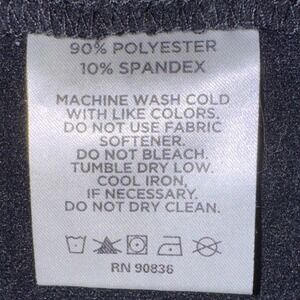 90% POLYESTER
10% SPANDEX
MACHINE WASH COLD
WITH LIKE COLORS.
DO NOT USE FABRIC
SOFTENER.
DO NOT BLEACH.
TUMBLE DRY LOW.
COOL IRON,
IF NECESSARY.
DO NOT DRY CLEAN.
RN 90836